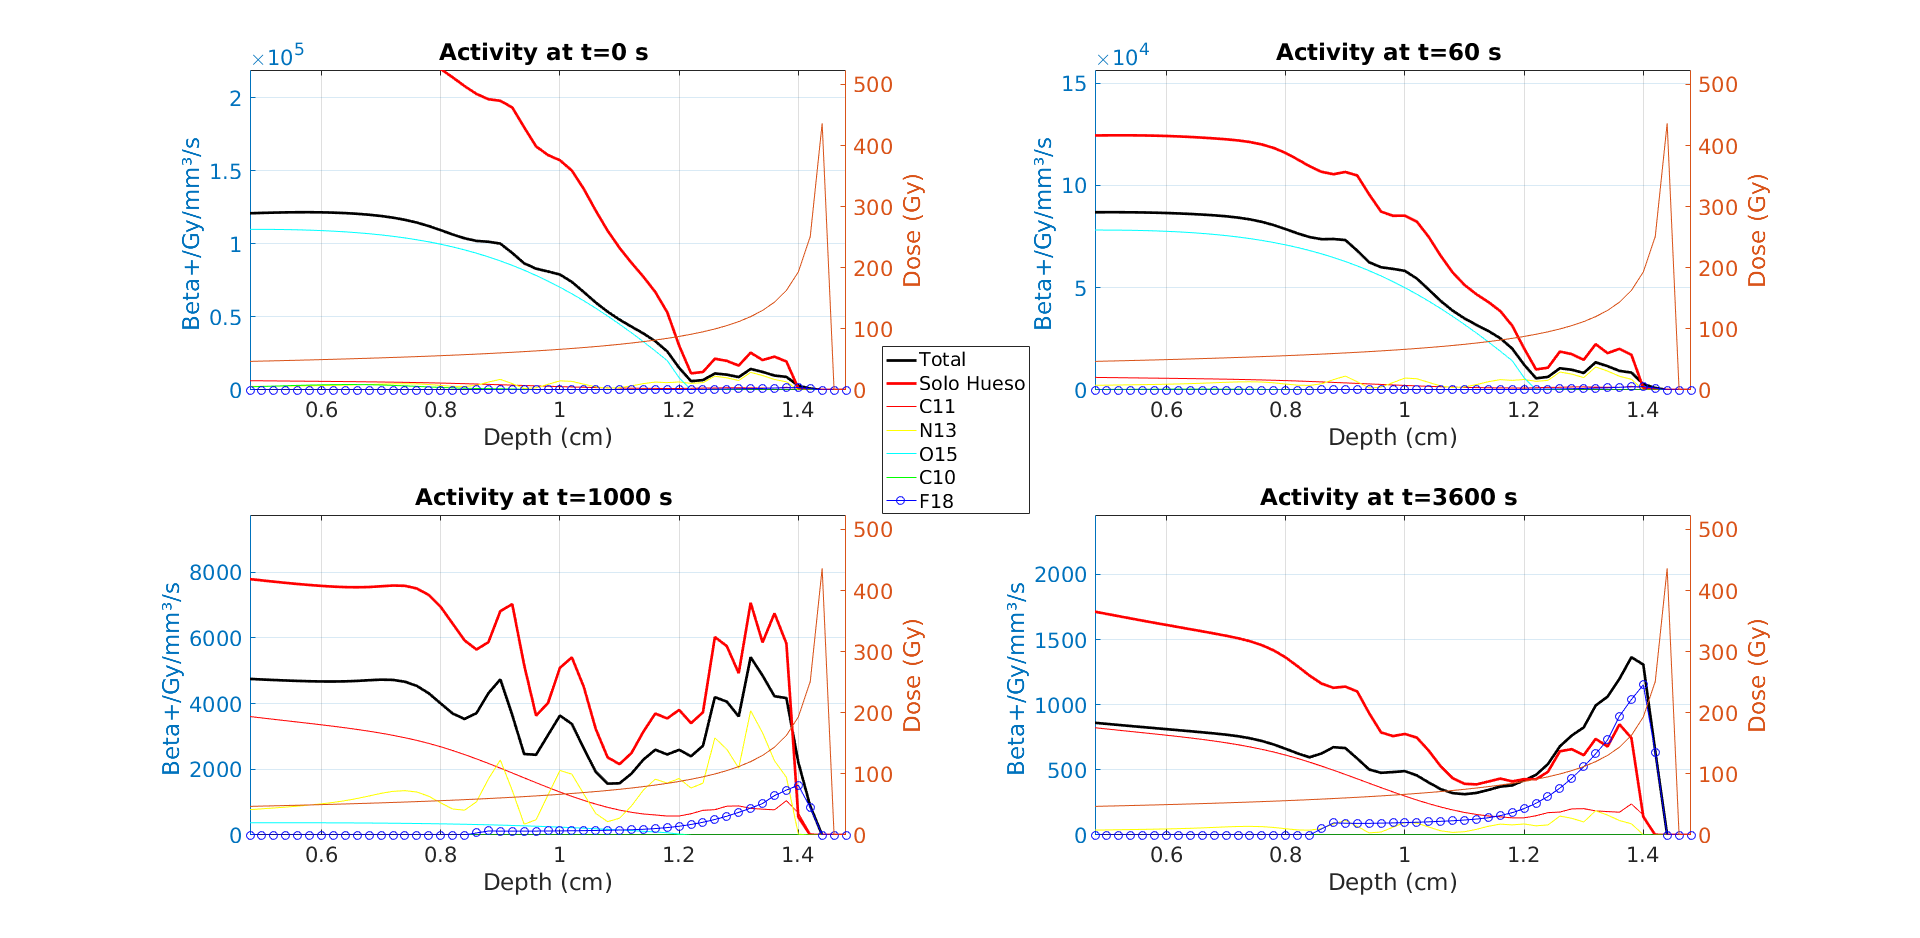 Activity at t=0 s
×10⁵
2
1.5
1
0.5
0
0.6
0.8
1
1.2
1.4
500
400
300
200
100
0
Beta+/Gy/mm³/s
Dose (Gy)
Depth (cm)
Activity at t=60 s
×10⁴
15
10
5
0
0.6
0.8
1
1.2
1.4
500
400
300
200
100
0
Beta+/Gy/mm³/s
Dose (Gy)
Depth (cm)
Total
Solo Hueso
C11
N13
O15
C10
F18
Activity at t=1000 s
8000
6000
4000
2000
0
0.6
0.8
1
1.2
1.4
500
400
300
200
100
0
Beta+/Gy/mm³/s
Dose (Gy)
Depth (cm)
Activity at t=3600 s
2000
1500
1000
500
0
0.6
0.8
1
1.2
1.4
500
400
300
200
100
0
Beta+/Gy/mm³/s
Dose (Gy)
Depth (cm)